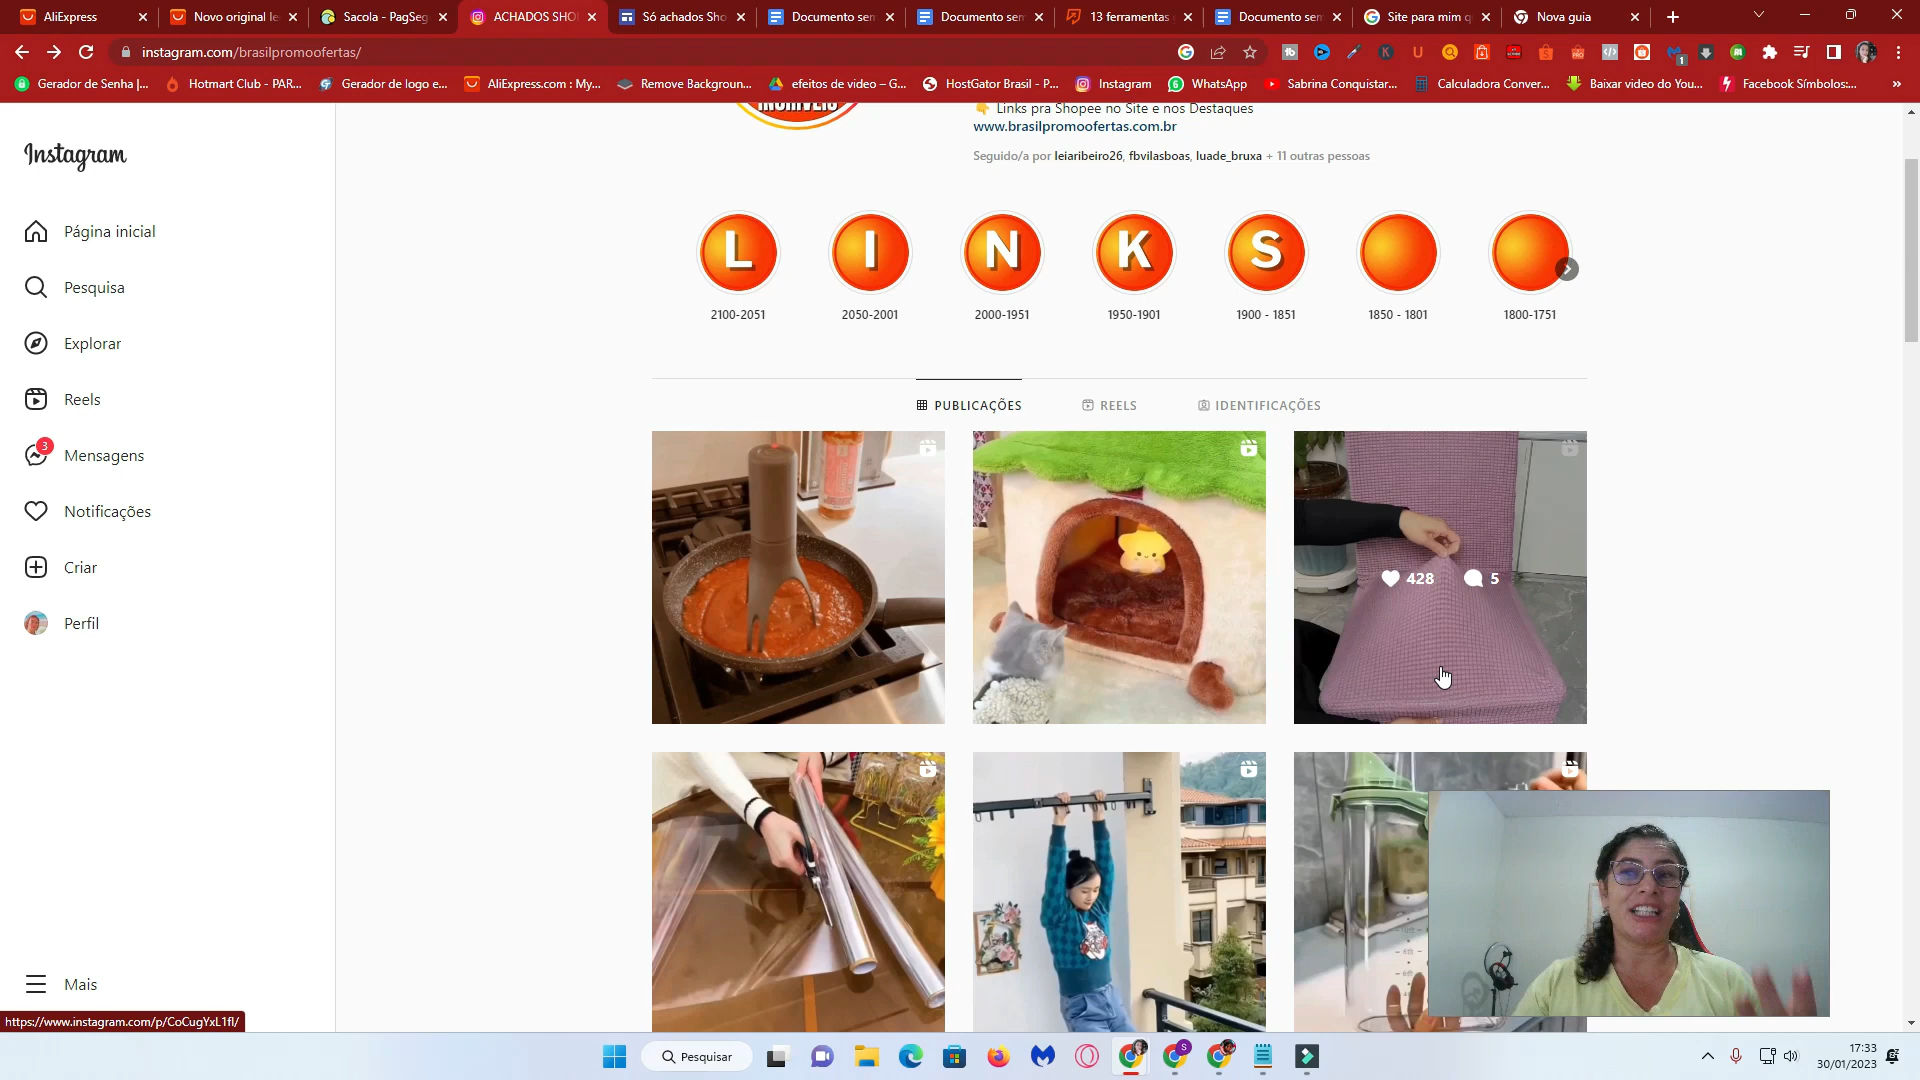 AliExpress
Novo original le
Sacola - PagSeg
ACHADOS SHO
Só achados Sho
Documento sem
Documento sem
13 ferramentas
Documento sem
Site para mim q
Nova guia
instagram.com/brasilpromoofertas/
Gerador de Senha |...
Hotmart Club - PAR...
Gerador de logo e...
AliExpress.com : My...
Remove Backgroun...
efeitos de video – G...
HostGator Brasil - P...
Instagram
WhatsApp
Sabrina Conquistar...
Calculadora Conver...
Baixar video do You...
Facebook Símbolos:...
»
Instagram
Página inicial
Pesquisa
Explorar
Reels
3
Mensagens
Notificações
Criar
Perfil
Mais
INCRÍVEIS
Links pra Shopee no Site e nos Destaques
www.brasilpromoofertas.com.br
Seguido/a por leiaribeiro26, fbvilasboas, luade_bruxa + 11 outras pessoas
L I N K S
2100-2051
2050-2001
2000-1951
1950-1901
1900 - 1851
1850 - 1801
1800-1751
PUBLICAÇÕES
REELS
IDENTIFICAÇÕES
428 5
https://www.instagram.com/p/CoCugYxL1fI/
Pesquisar
17:33
30/01/2023